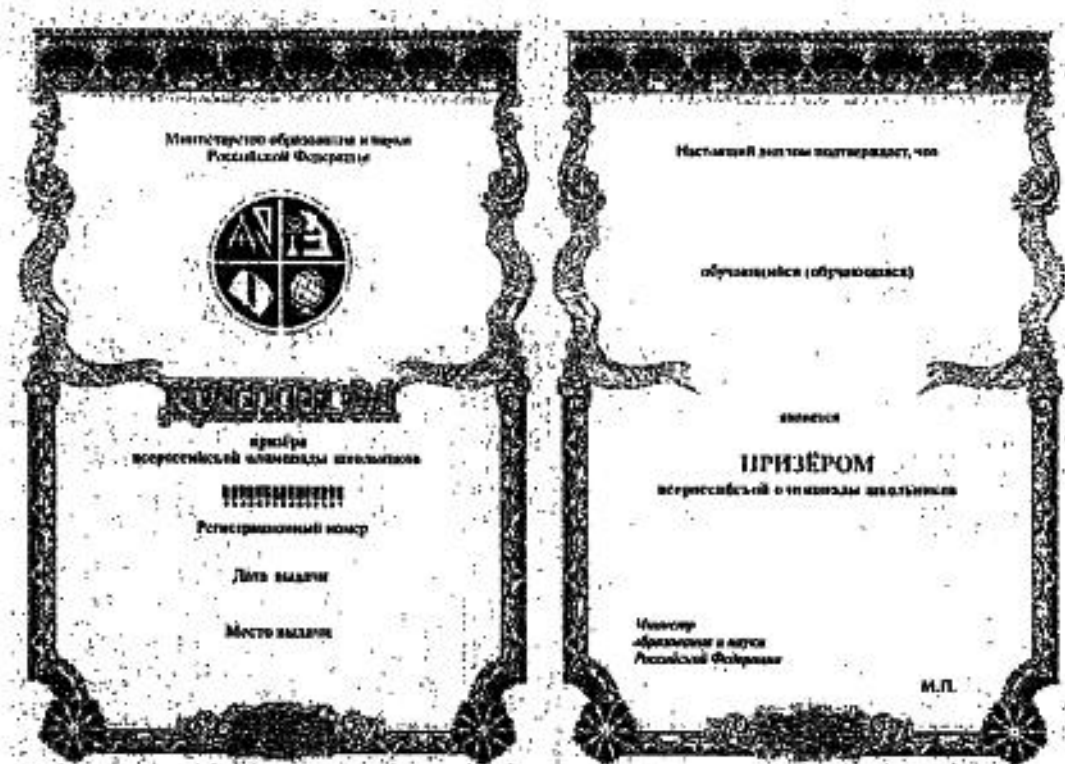 Министерство образования и науки
Российской Федерации
призёра
всероссийской олимпиады школьников
Регистрационный номер
Дата выдачи
Место выдачи
Настоящий диплом подтверждает, что
обучающийся (обучающаяся)
является
ПРИЗЁРОМ
всероссийской олимпиады школьников
Министр
образования и науки
Российской Федерации
М.П.